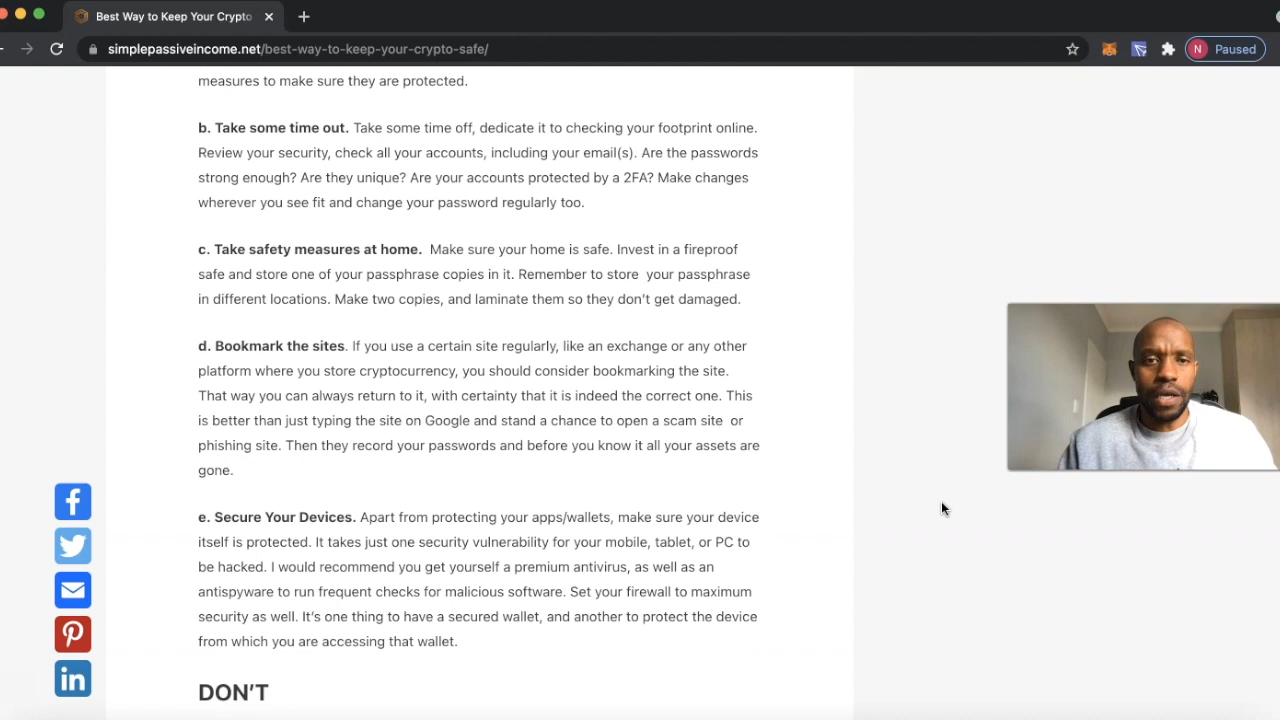 Best Way to Keep Your Crypto
simplepassiveincome.net/best-way-to-keep-your-crypto-safe/
N Paused
measures to make sure they are protected.
b. Take some time out. Take some time off, dedicate it to checking your footprint online.
Review your security, check all your accounts, including your email(s). Are the passwords
strong enough? Are they unique? Are your accounts protected by a 2FA? Make changes
wherever you see fit and change your password regularly too.
c. Take safety measures at home.  Make sure your home is safe. Invest in a fireproof
safe and store one of your passphrase copies in it. Remember to store  your passphrase
in different locations. Make two copies, and laminate them so they don't get damaged.
d. Bookmark the sites. If you use a certain site regularly, like an exchange or any other
platform where you store cryptocurrency, you should consider bookmarking the site.
That way you can always return to it, with certainty that it is indeed the correct one. This
is better than just typing the site on Google and stand a chance to open a scam site  or
phishing site. Then they record your passwords and before you know it all your assets are
gone.
e. Secure Your Devices. Apart from protecting your apps/wallets, make sure your device
itself is protected. It takes just one security vulnerability for your mobile, tablet, or PC to
be hacked. I would recommend you get yourself a premium antivirus, as well as an
antispyware to run frequent checks for malicious software. Set your firewall to maximum
security as well. It's one thing to have a secured wallet, and another to protect the device
from which you are accessing that wallet.
DON'T